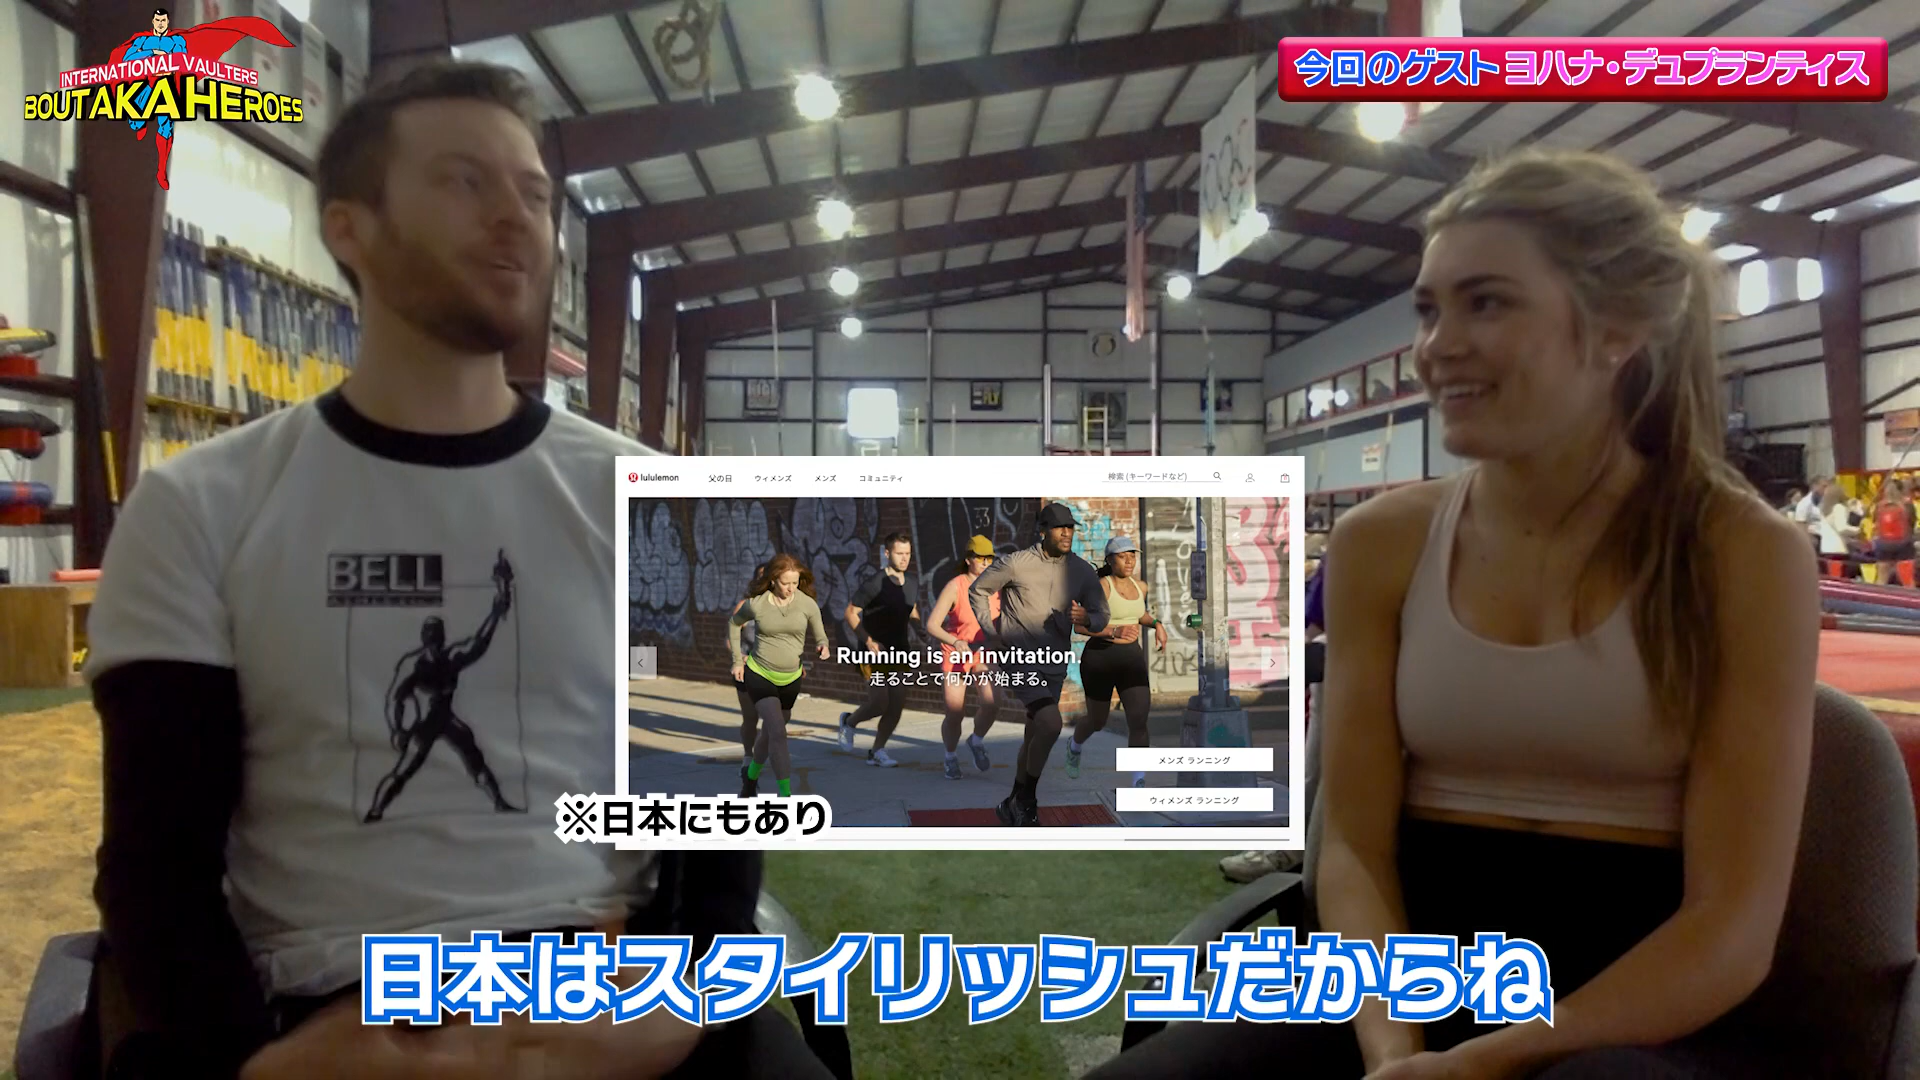 INTERNATIONAL VAULTERS
BOUTAKA HEROES
今回のゲスト ヨハナ・デュプランティス
FLY
BELL
lululemon 父の日 ウィメンズ メンズ コミュニティ 検索 (キーワードなど)
33
Running is an invitation.
走ることで何かが始まる。
メンズ ランニング
ウィメンズ ランニング
※日本にもあり
日本はスタイリッシュだからね